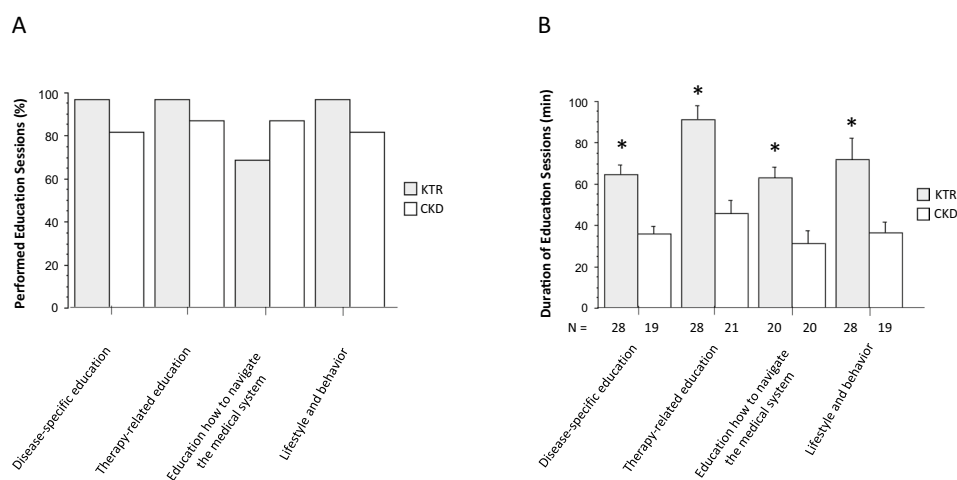 A
Performed Education Sessions (%)
100
80
60
40
20
0
Disease-specific education
Therapy-related education
Education how to navigate
the medical system
Lifestyle and behavior
KTR
CKD
B
Duration of Education Sessions (min)
100
80
60
40
20
0
* * * *
N = 28 19 28 21 20 20 28 19
Disease-specific education
Therapy-related education
Education how to navigate
the medical system
Lifestyle and behavior
KTR
CKD